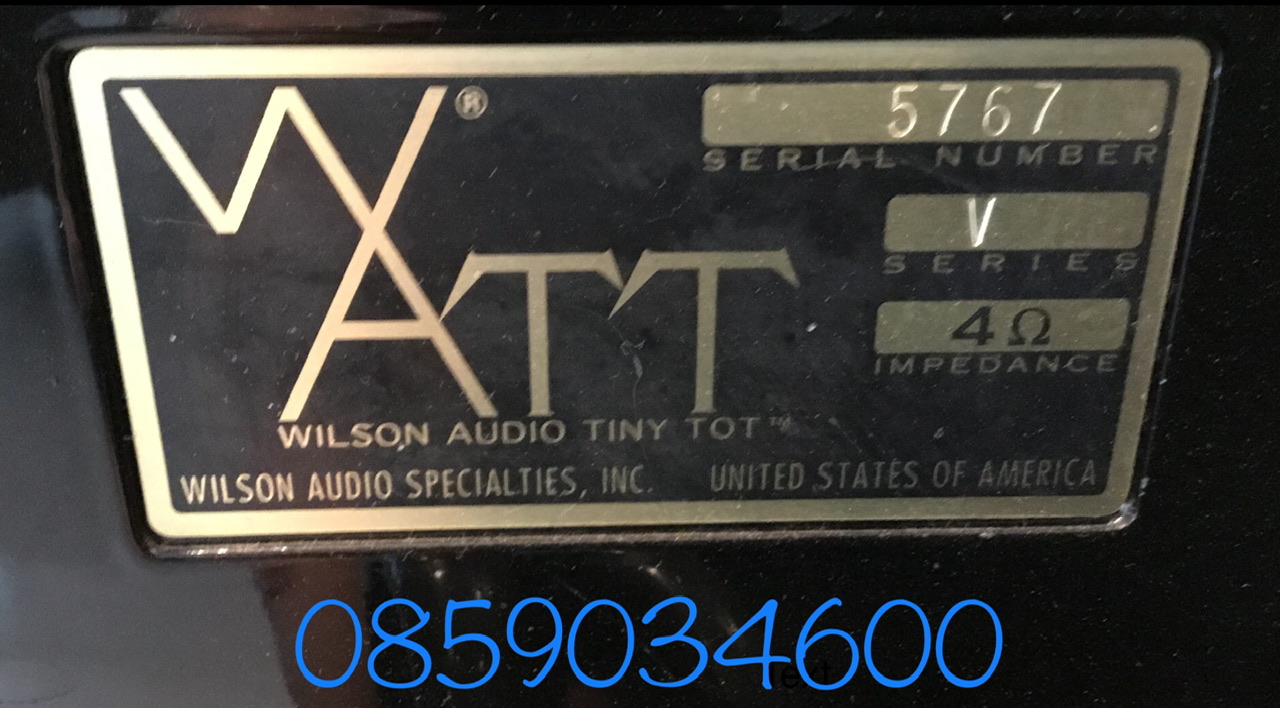 WATT®
5767
SERIAL NUMBER
V
SERIES
4Ω
IMPEDANCE
WILSON AUDIO TINY TOT™
WILSON AUDIO SPECIALTIES, INC. UNITED STATES OF AMERICA
0859034600
Text